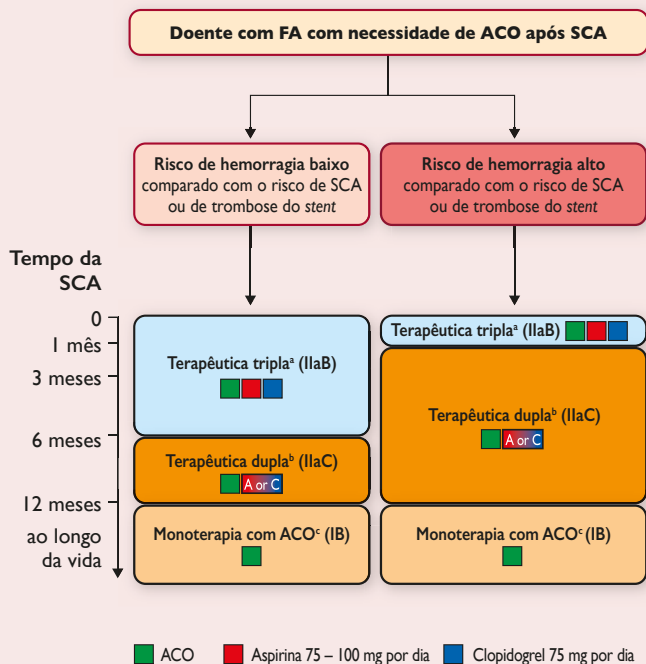 Doente com FA com necessidade de ACO após SCA
Risco de hemorragia baixo
comparado com o risco de SCA
ou de trombose do stent
Risco de hemorragia alto
comparado com o risco de SCA
ou de trombose do stent
Tempo da
SCA
0
1 mês
3 meses
6 meses
12 meses
ao longo
da vida
Terapêutica triplaª (IIaB)
Terapêutica duplaᵇ (IIaC)
A or C
Monoterapia com ACOᶜ (IB)
Terapêutica triplaª (IIaB)
Terapêutica duplaᵇ (IIaC)
A or C
Monoterapia com ACOᶜ (IB)
ACO
Aspirina 75 – 100 mg por dia
Clopidogrel 75 mg por dia